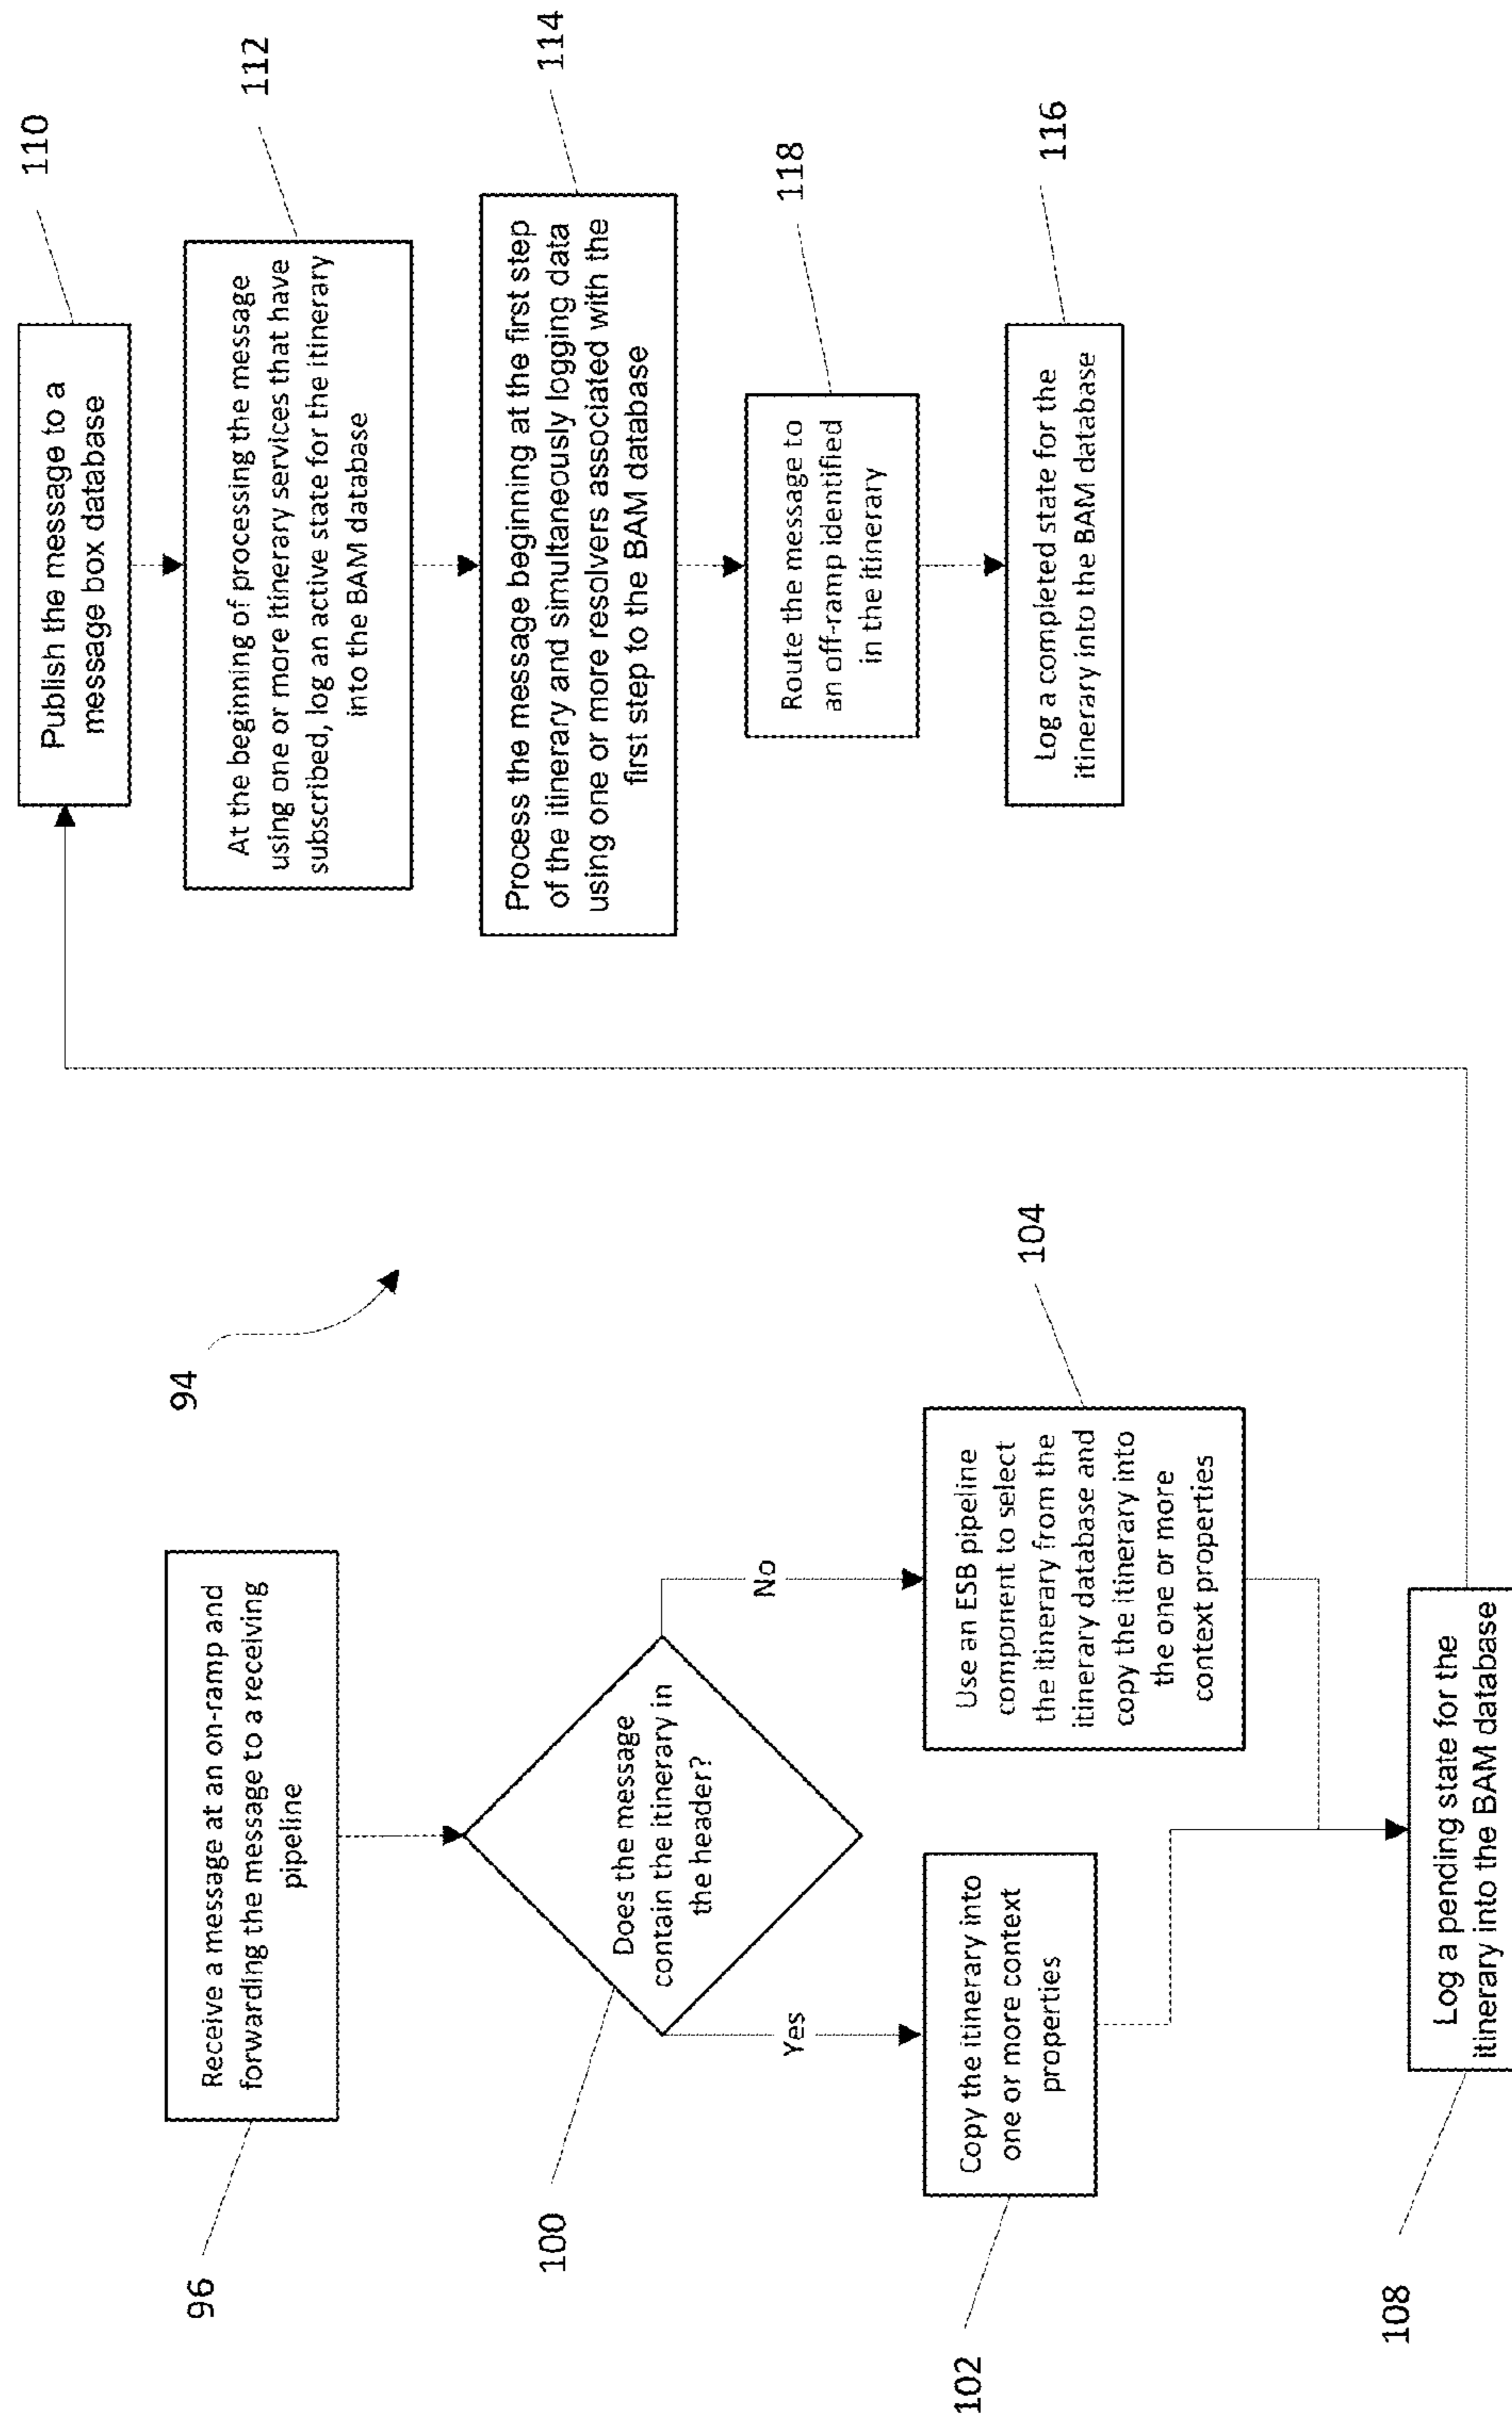 94
96
Receive a message at an on-ramp and
forwarding the message to a receiving
pipeline
100
Does the message
contain the itinerary in
the header?
Yes
No
102
Copy the itinerary into
one or more context
properties
104
Use an ESB pipeline
component to select
the itinerary from the
itinerary database and
copy the itinerary into
the one or more
context properties
108
Log a pending state for the
itinerary into the BAM database
110
Publish the message to a
message box database
112
At the beginning of processing the message
using one or more itinerary services that have
subscribed, log an active state for the itinerary
into the BAM database
114
Process the message beginning at the first step
of the itinerary and simultaneously logging data
using one or more resolvers associated with the
first step to the BAM database
118
Route the message to
an off-ramp identified
in the itinerary
116
Log a completed state for the
itinerary into the BAM database